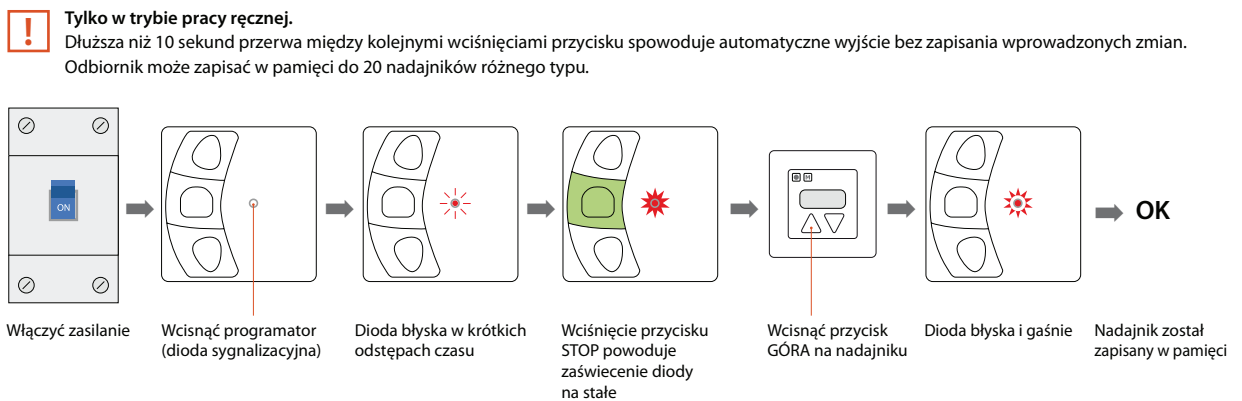 Tylko w trybie pracy ręcznej.
Dłuższa niż 10 sekund przerwa między kolejnymi wciśnięciami przycisku spowoduje automatyczne wyjście bez zapisania wprowadzonych zmian.
Odbiornik może zapisać w pamięci do 20 nadajników różnego typu.
ON
OK
Włączyć zasilanie
Wcisnąć programator
(dioda sygnalizacyjna)
Dioda błyska w krótkich
odstępach czasu
Wciśnięcie przycisku
STOP powoduje
zaświecenie diody
na stałe
Wcisnąć przycisk
GÓRA na nadajniku
Dioda błyska i gaśnie
Nadajnik został
zapisany w pamięci